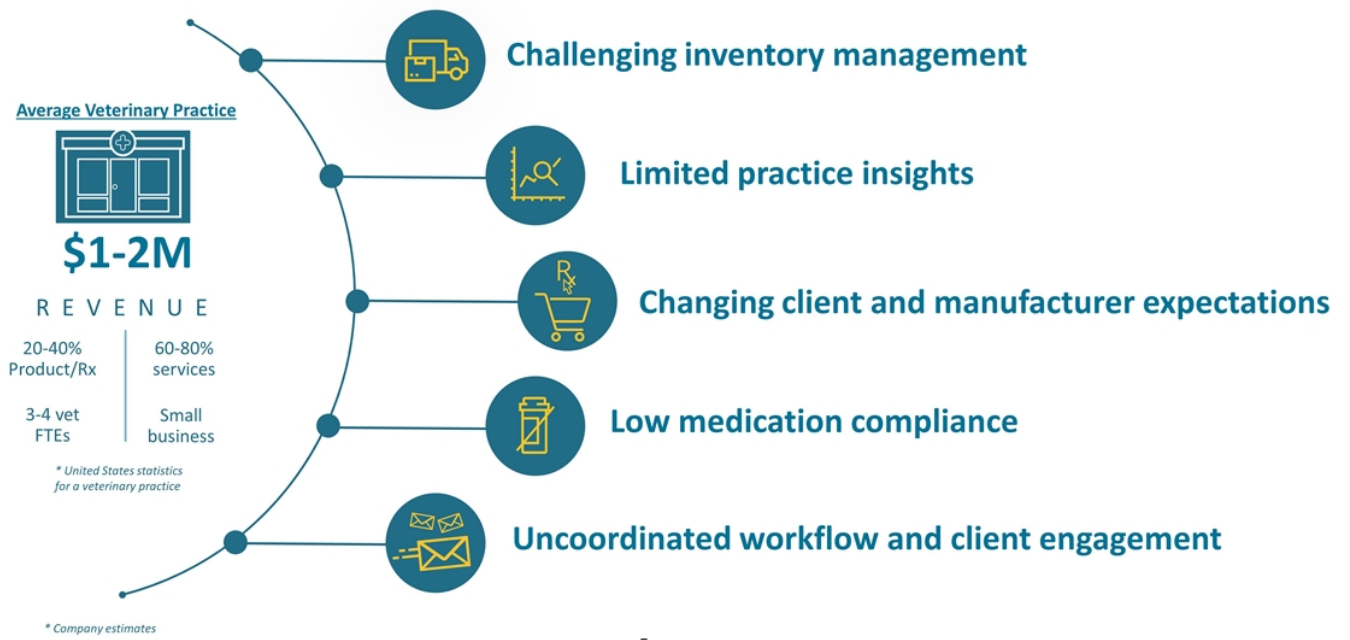 Challenging inventory management
Average Veterinary Practice
Limited practice insights
$1-2M
REVENUE
Rx
Changing client and manufacturer expectations
20-40%
Product/Rx
60-80%
services
3-4 vet
FTEs
Small
business
Low medication compliance
* United States statistics
for a veterinary practice
Uncoordinated workflow and client engagement
* Company estimates